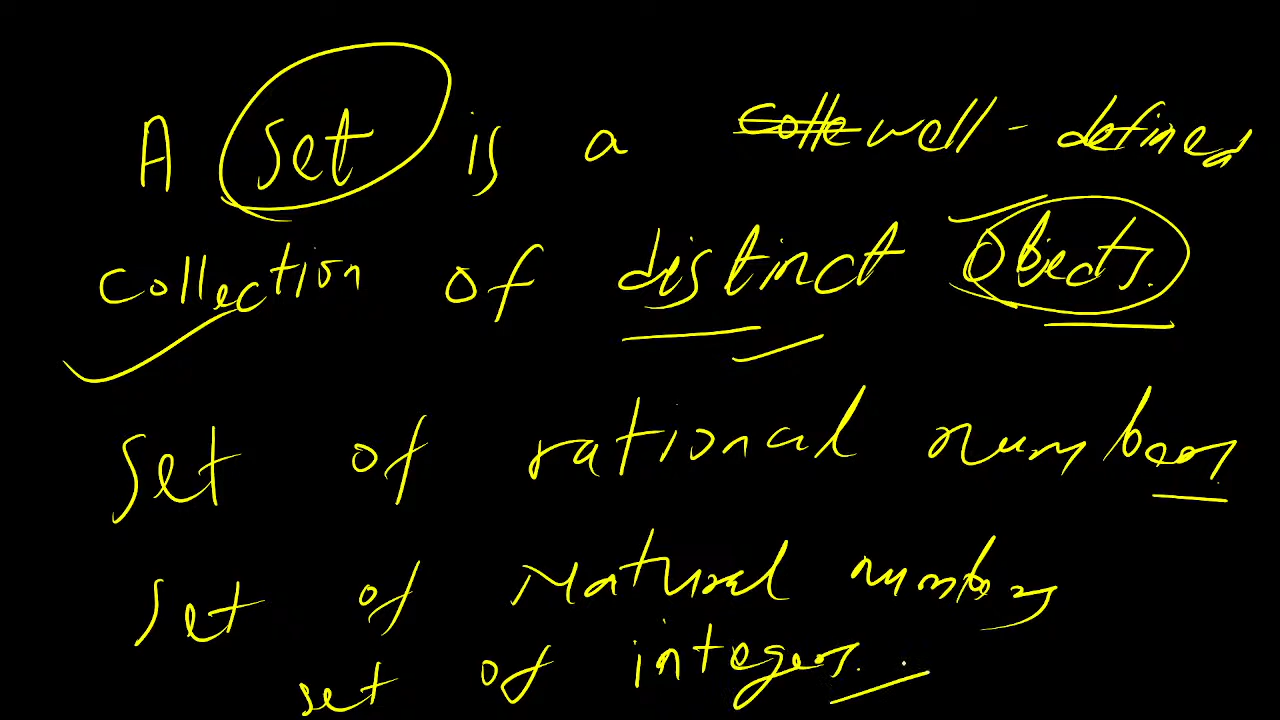 A set is a well-defined
collection of distinct objects.
set of rational numbers
set of Natural numbers
set of integers.